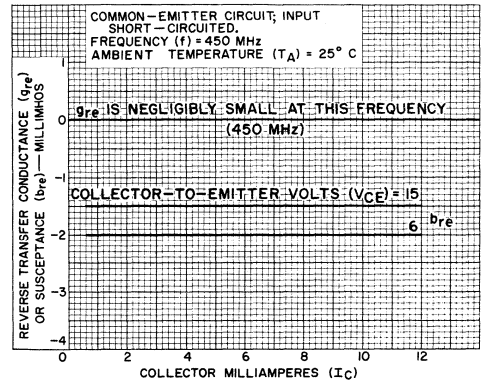 COMMON-EMITTER CIRCUIT; INPUT
SHORT-CIRCUITED.
FREQUENCY (f) = 450 MHz
AMBIENT TEMPERATURE (TA) = 25° C
REVERSE TRANSFER CONDUCTANCE (gre)
OR SUSCEPTANCE (bre)—MILLIMHOS
1
gre IS NEGLIGIBLY SMALL AT THIS FREQUENCY
0
(450 MHz)
-1
COLLECTOR-TO-EMITTER VOLTS (VCE) = 15
6 bre
-2
-3
-4
0 2 4 6 8 10 12
COLLECTOR MILLIAMPERES (IC)